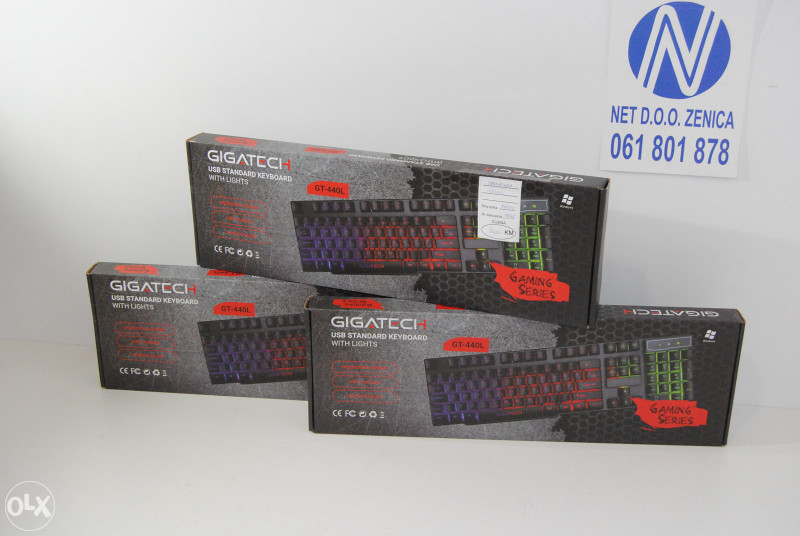 NET D.O.O. ZENICA
061 801 878
GIGATECH
GIGATECH
USB STANDARD KEYBOARD
WITH LIGHTS
GT-440L
KM
GAMING
SERIES
CE FC
GIGATECH
USB STANDARD KEYBOARD
WITH LIGHTS
GT-440L
CE FC
GIGATECH
GIGATECH
USB STANDARD KEYBOARD
WITH LIGHTS
GT-440L
GAMING
SERIES
CE FC
OLX